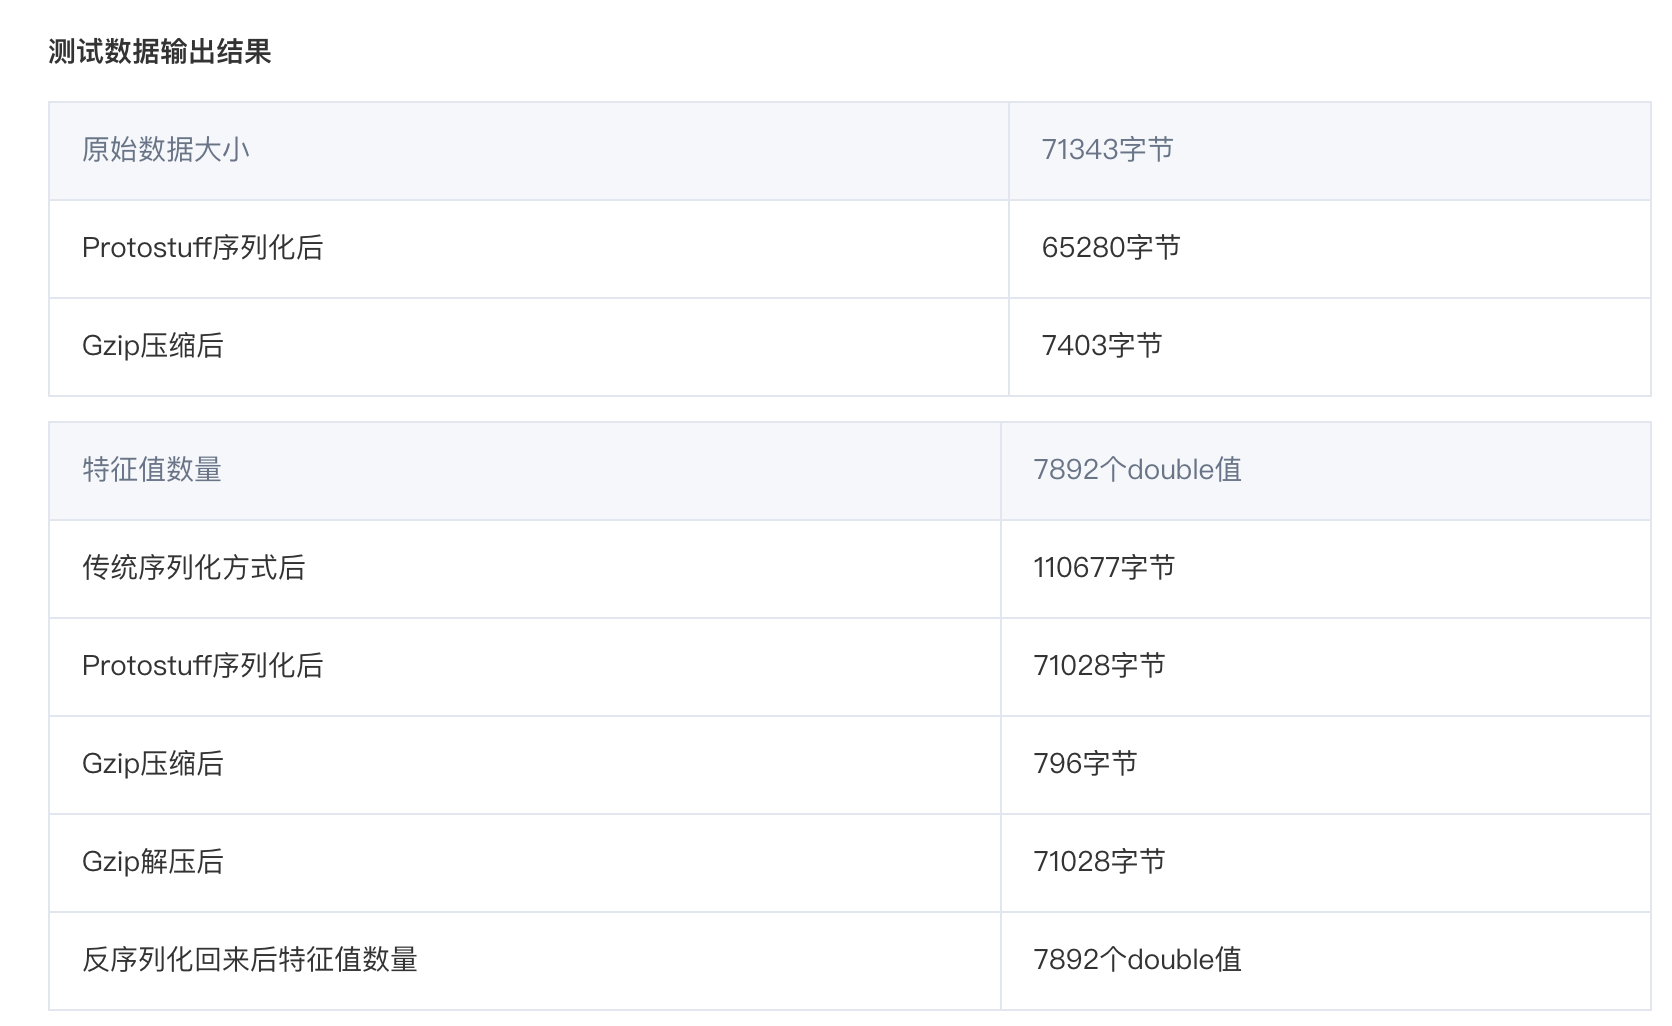 测试数据输出结果
原始数据大小 71343字节
Protostuff序列化后 65280字节
Gzip压缩后 7403字节
特征值数量 7892个double值
传统序列化方式后 110677字节
Protostuff序列化后 71028字节
Gzip压缩后 796字节
Gzip解压后 71028字节
反序列化回来后特征值数量 7892个double值